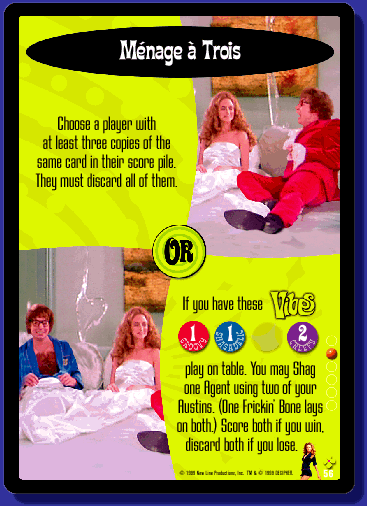 Ménage à Trois
Choose a player with
at least three copies of the
same card in their score pile.
They must discard all of them.
OR
If you have these Vibes
1 1 2
play on table. You may Shag
one Agent using two of your
Austins. (One Frickin' Bone lays
on both.) Score both if you win,
discard both if you lose.
© 1999 New Line Productions, Inc. TM & © 1999 DECIPHER.